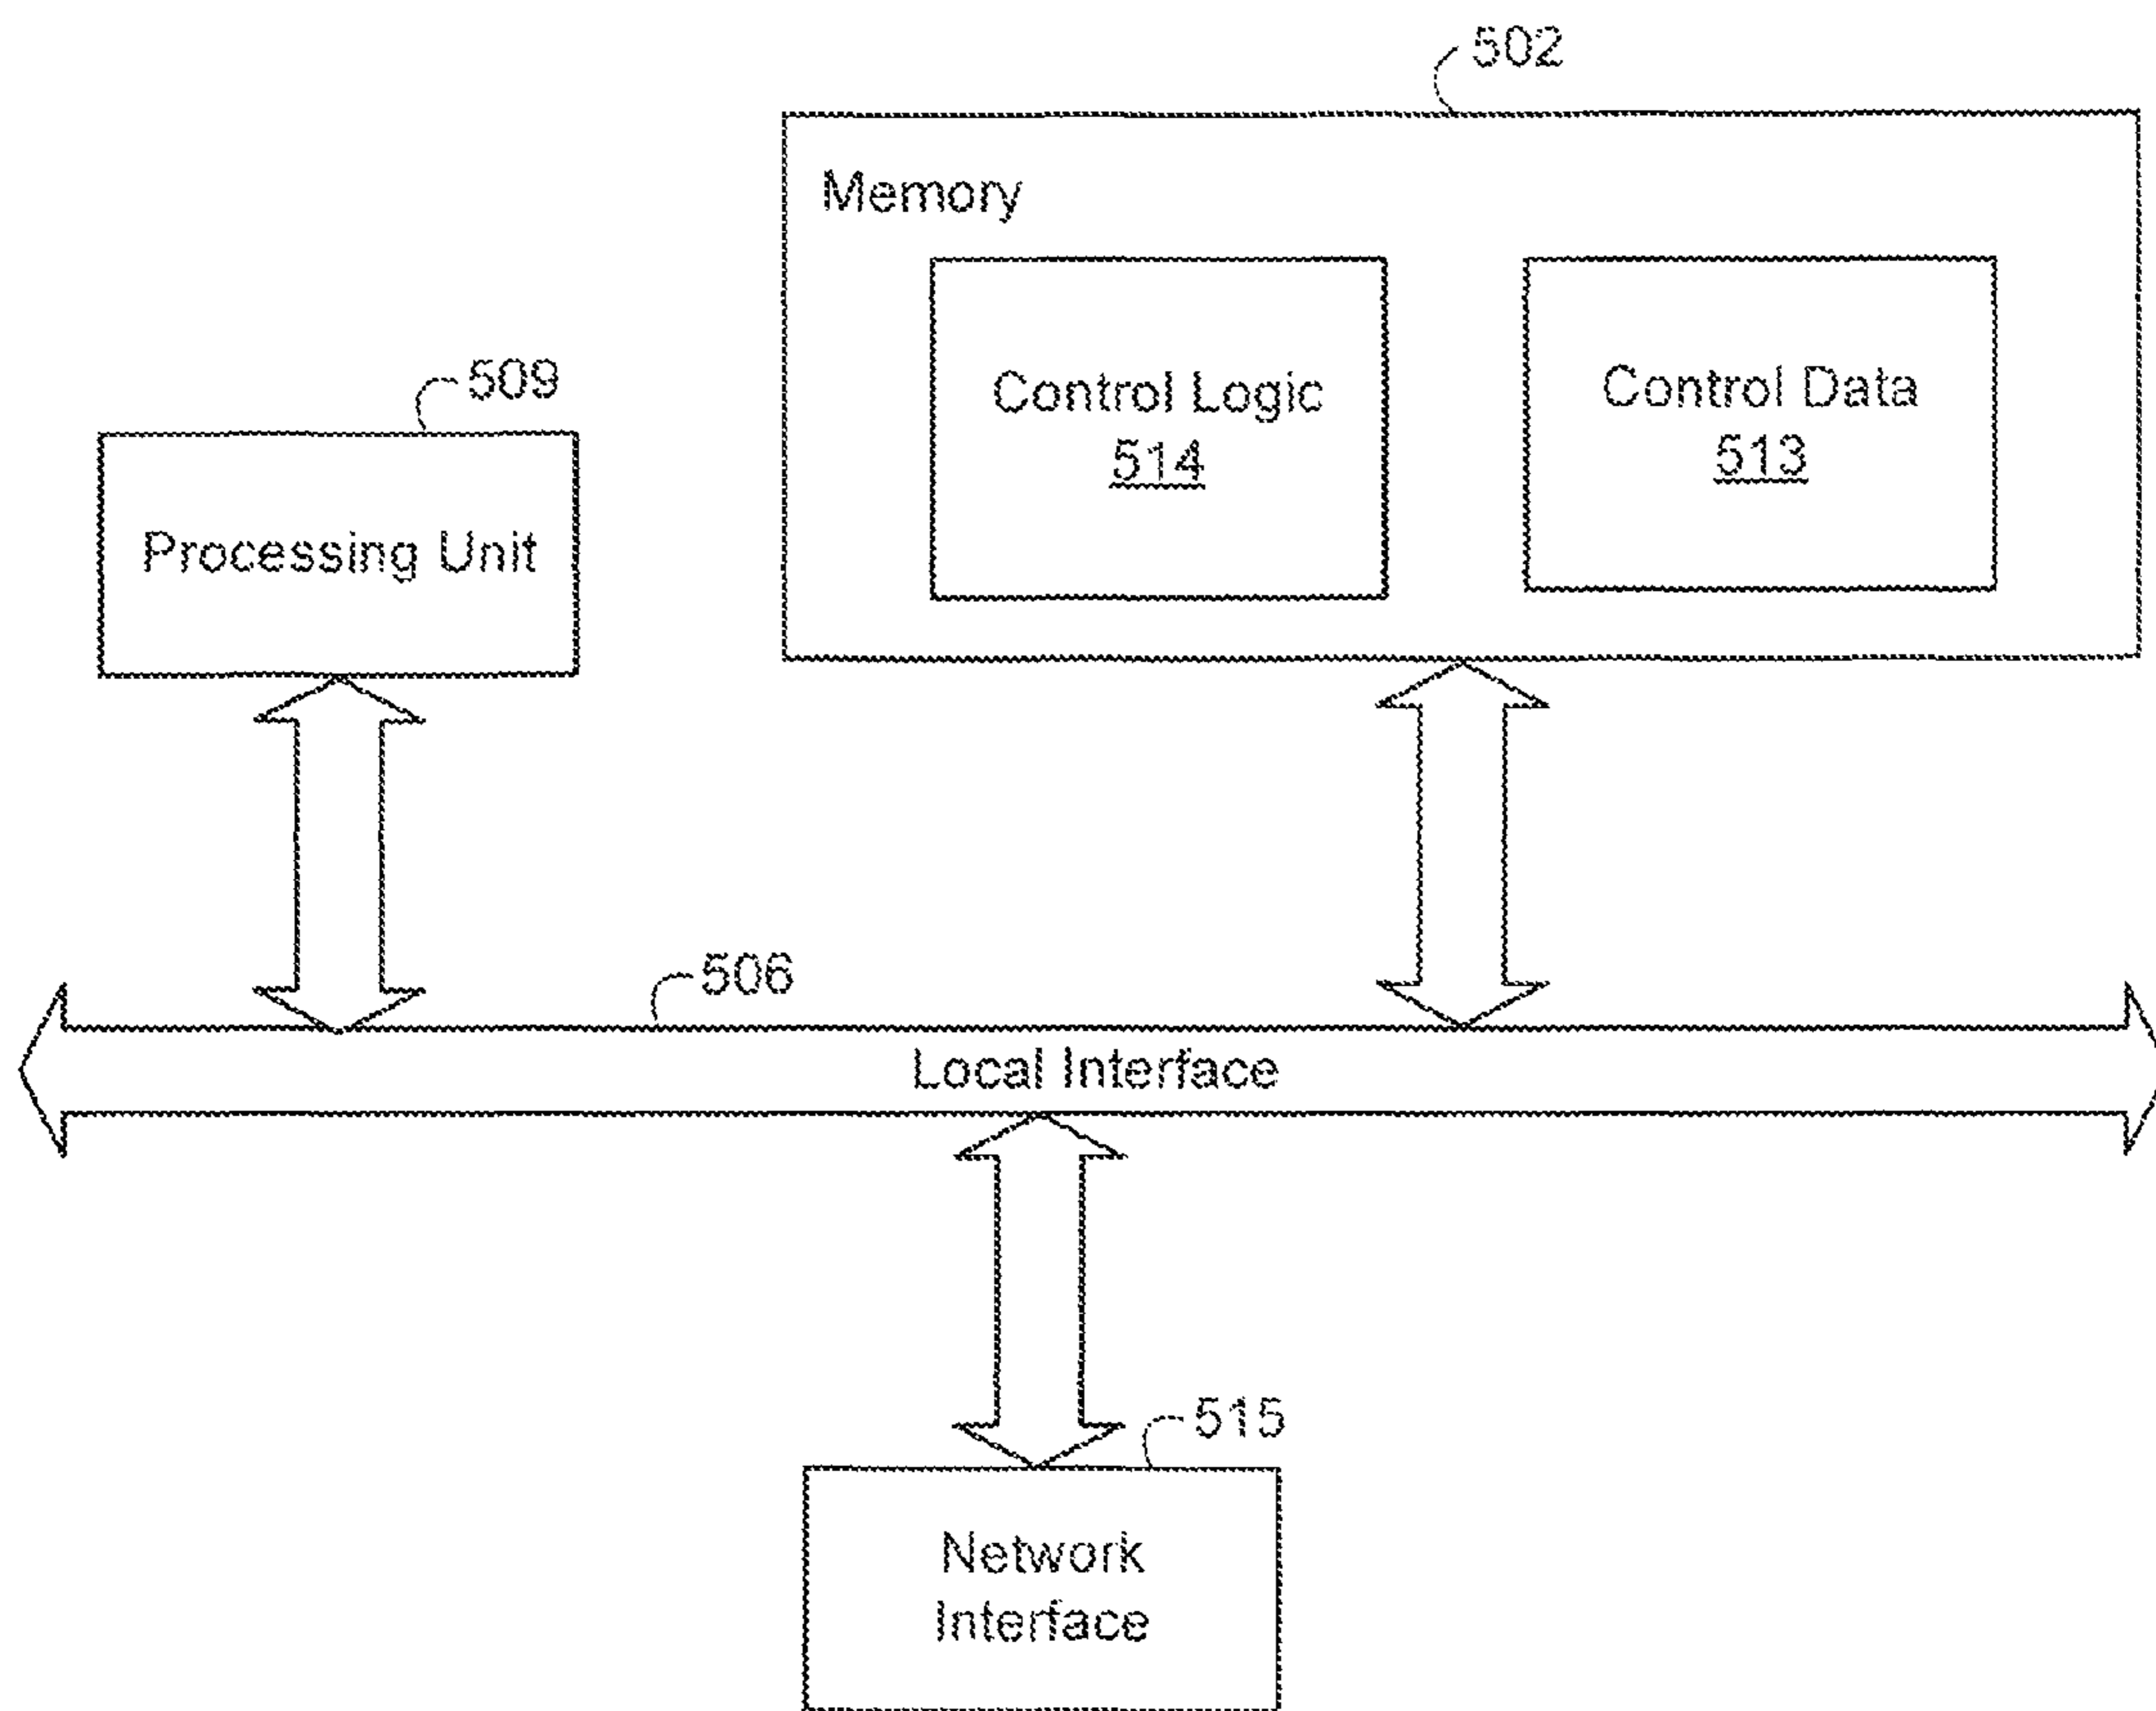 502
Memory
Control Logic
514
Control Data
513
509
Processing Unit
506
Local Interface
515
Network
Interface